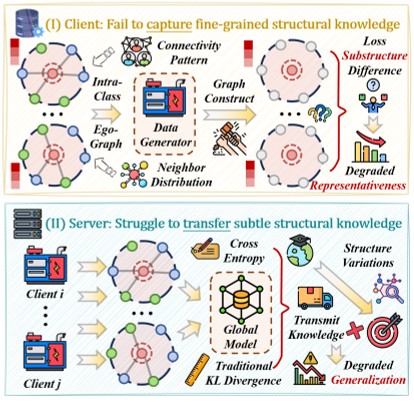 (I) Client: Fail to capture fine-grained structural knowledge
Connectivity
Pattern
Intra-
Class
Ego-
Graph
Data
Generator
Neighbor
Distribution
Graph
Construct
Loss
Substructure
Difference
Degraded
Representativeness
(II) Server: Struggle to transfer subtle structural knowledge
Client i
Client j
Cross
Entropy
Global
Model
Traditional
KL Divergence
Structure
Variations
Transmit
Knowledge
Degraded
Generalization